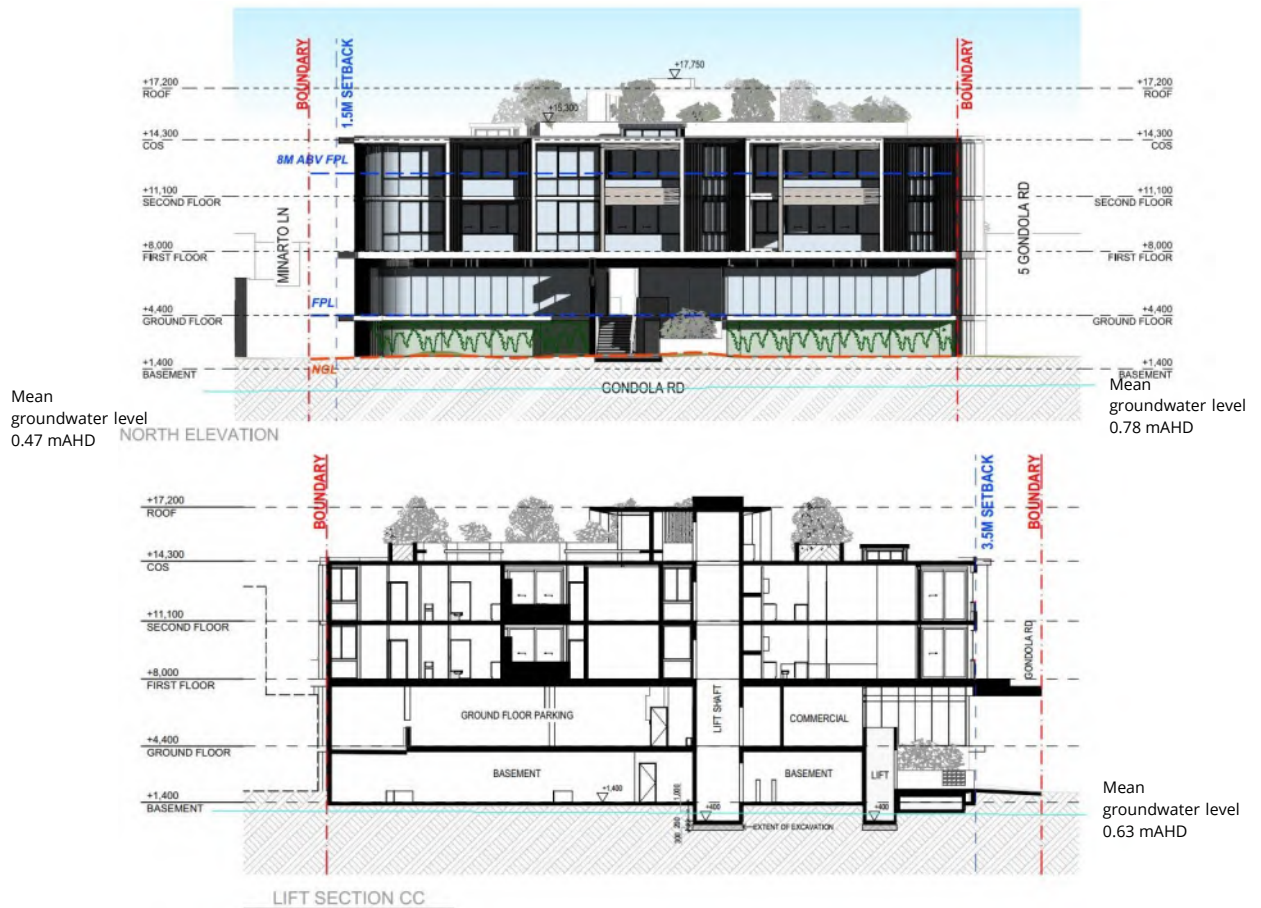 BOUNDARY
1.5M SETBACK
+17,200
ROOF
+17,750
+15,300
BOUNDARY
+17,200
ROOF
+14,300
COS
+14,300
COS
8M ABV FPL
+11,100
SECOND FLOOR
+11,100
SECOND FLOOR
MINARTO LN
5 GONDOLA RD
+8,000
FIRST FLOOR
+8,000
FIRST FLOOR
FPL
+4,400
GROUND FLOOR
+4,400
GROUND FLOOR
+1,400
BASEMENT
NGL
+1,400
BASEMENT
GONDOLA RD
Mean
groundwater level
0.47 mAHD
Mean
groundwater level
0.78 mAHD
NORTH ELEVATION
BOUNDARY
3.5M SETBACK
BOUNDARY
+17,200
ROOF
+14,300
COS
+11,100
SECOND FLOOR
+8,000
FIRST FLOOR
GONDOLA RD
GROUND FLOOR PARKING
LIFT SHAFT
COMMERCIAL
+4,400
GROUND FLOOR
BASEMENT
BASEMENT
LIFT
+1,400
BASEMENT
+1,400
1,000
200
300
+400
+400
EXTENT OF EXCAVATION
Mean
groundwater level
0.63 mAHD
LIFT SECTION CC